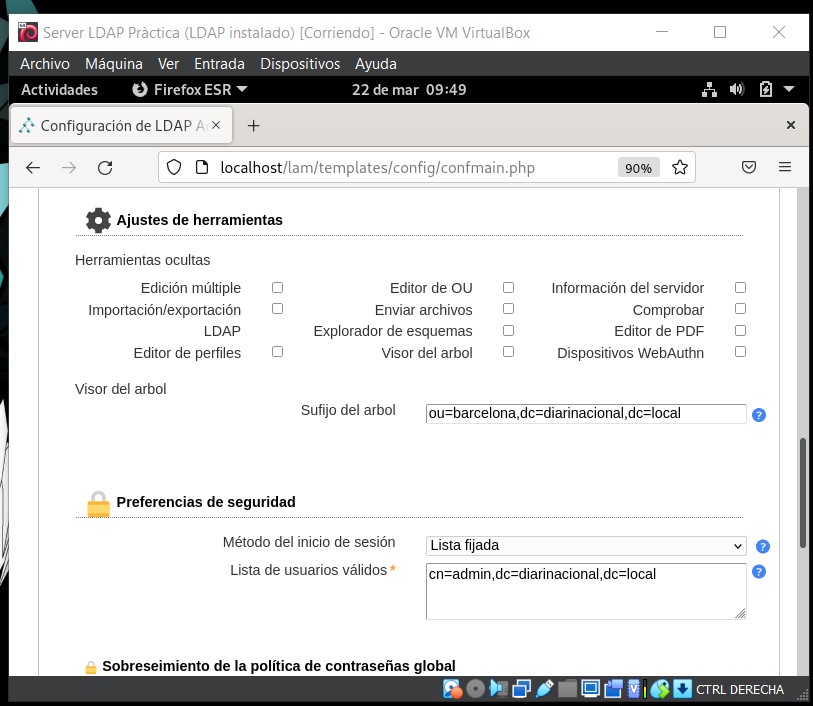 Server LDAP Pràctica (LDAP instalado) [Corriendo] - Oracle VM VirtualBox
Archivo Máquina Ver Entrada Dispositivos Ayuda
Actividades Firefox ESR 22 de mar 09:49
Configuración de LDAP Ac
localhost/lam/templates/config/confmain.php 90%
Ajustes de herramientas
Herramientas ocultas
Edición múltiple Editor de OU Información del servidor
Importación/exportación Enviar archivos Comprobar
LDAP Explorador de esquemas Editor de PDF
Editor de perfiles Visor del arbol Dispositivos WebAuthn
Visor del arbol
Sufijo del arbol ou=barcelona,dc=diarinacional,dc=local ?
Preferencias de seguridad
Método del inicio de sesión Lista fijada ?
Lista de usuarios válidos * cn=admin,dc=diarinacional,dc=local ?
Sobreseimiento de la política de contraseñas global
CTRL DERECHA